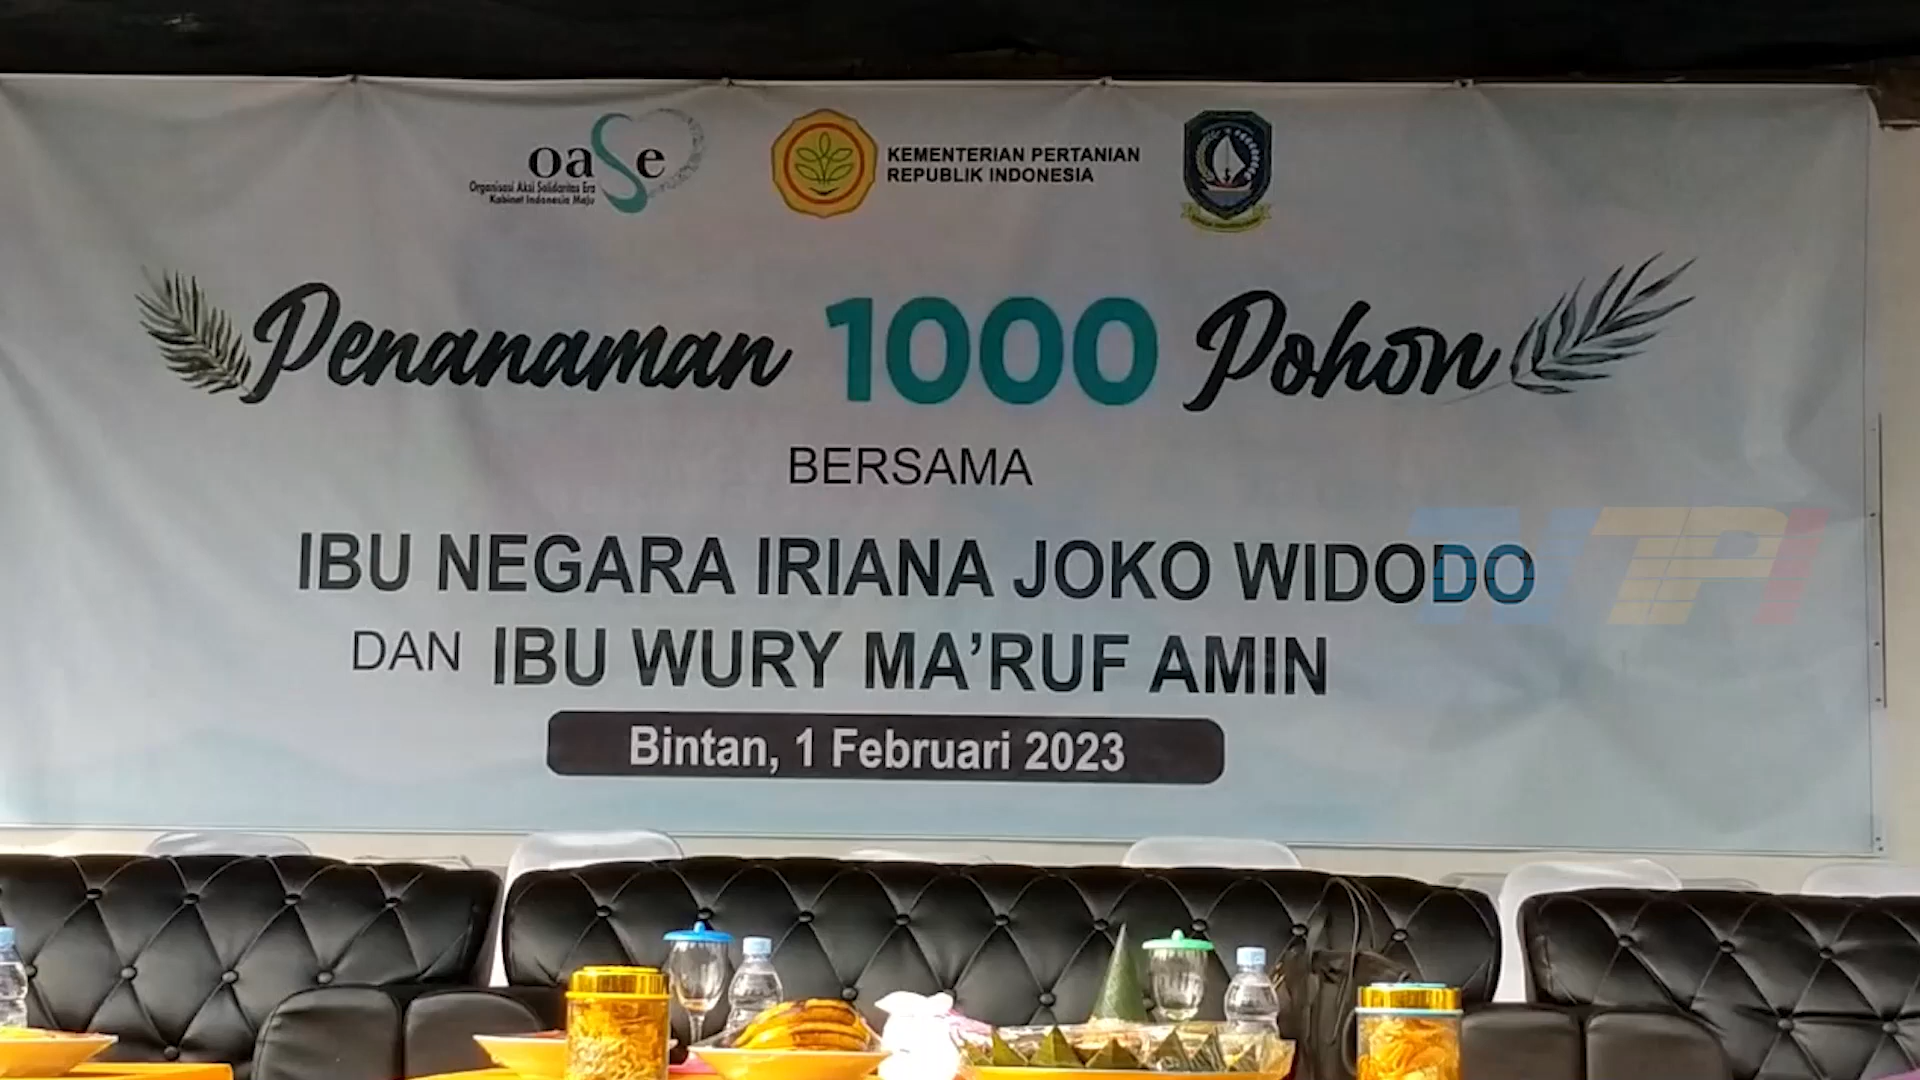 oase
Organisasi Aksi Solidaritas Era
Kabinet Indonesia Maju
KEMENTERIAN PERTANIAN
REPUBLIK INDONESIA
Penanaman 1000 Pohon
BERSAMA
IBU NEGARA IRIANA JOKO WIDODO
DAN IBU WURY MA'RUF AMIN
Bintan, 1 Februari 2023